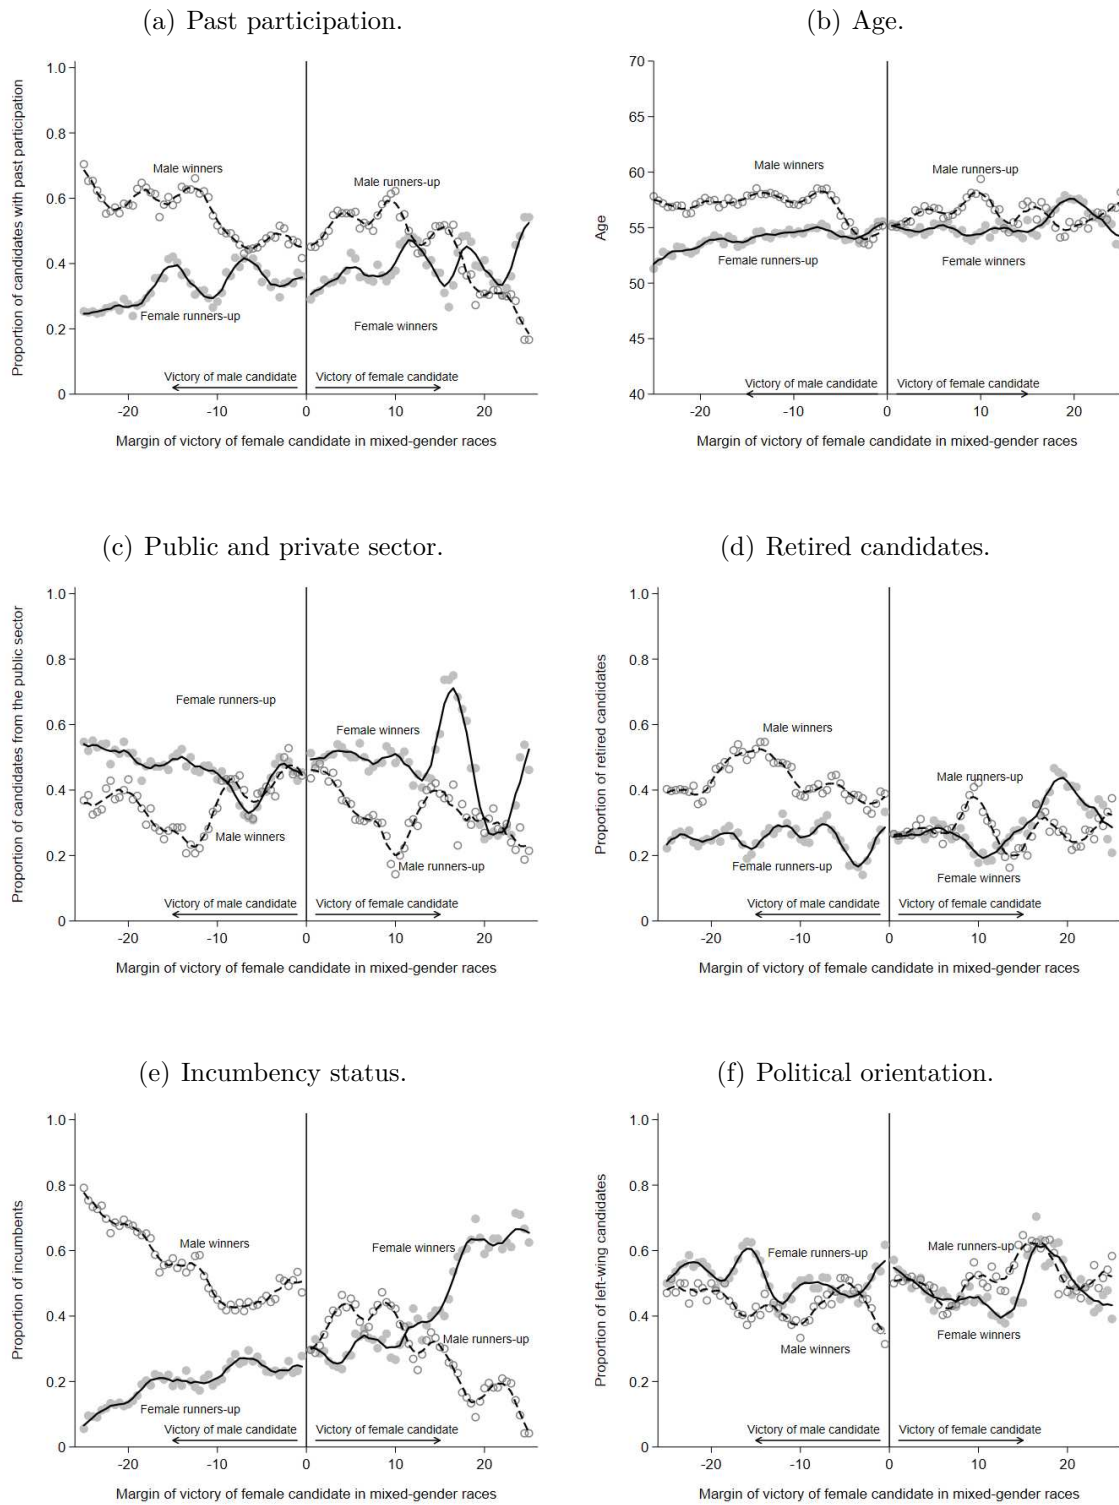 (a) Past participation.
Proportion of candidates with past participation
1.0
0.8
0.6
0.4
0.2
0
Male winners
Male runners-up
Female runners-up
Female winners
Victory of male candidate
Victory of female candidate
-20 -10 0 10 20
Margin of victory of female candidate in mixed-gender races
(b) Age.
Age
70
65
60
55
50
45
40
Male winners
Male runners-up
Female runners-up
Female winners
Victory of male candidate
Victory of female candidate
-20 -10 0 10 20
Margin of victory of female candidate in mixed-gender races
(c) Public and private sector.
Proportion of candidates from the public sector
1.0
0.8
0.6
0.4
0.2
0
Female runners-up
Female winners
Male winners
Male runners-up
Victory of male candidate
Victory of female candidate
-20 -10 0 10 20
Margin of victory of female candidate in mixed-gender races
(d) Retired candidates.
Proportion of retired candidates
1.0
0.8
0.6
0.4
0.2
0
Male winners
Male runners-up
Female runners-up
Female winners
Victory of male candidate
Victory of female candidate
-20 -10 0 10 20
Margin of victory of female candidate in mixed-gender races
(e) Incumbency status.
Proportion of incumbents
1.0
0.8
0.6
0.4
0.2
0
Male winners
Female winners
Male runners-up
Female runners-up
Victory of male candidate
Victory of female candidate
-20 -10 0 10 20
Margin of victory of female candidate in mixed-gender races
(f) Political orientation.
Proportion of left-wing candidates
1.0
0.8
0.6
0.4
0.2
0
Female runners-up
Male runners-up
Male winners
Female winners
Victory of male candidate
Victory of female candidate
-20 -10 0 10 20
Margin of victory of female candidate in mixed-gender races